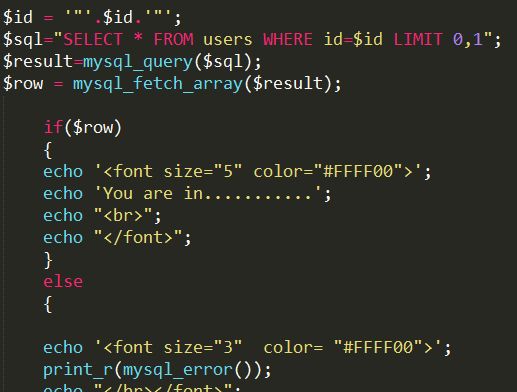 $id = '"'.$id.'"';
$sql="SELECT * FROM users WHERE id=$id LIMIT 0,1";
$result=mysql_query($sql);
$row = mysql_fetch_array($result);
if($row)
{
echo '<font size="5" color="#FFFF00">';
echo 'You are in...........';
echo "<br>";
echo "</font>";
}
else
{
echo '<font size="3"  color= "#FFFF00">';
print_r(mysql_error());
echo "</br></font>";